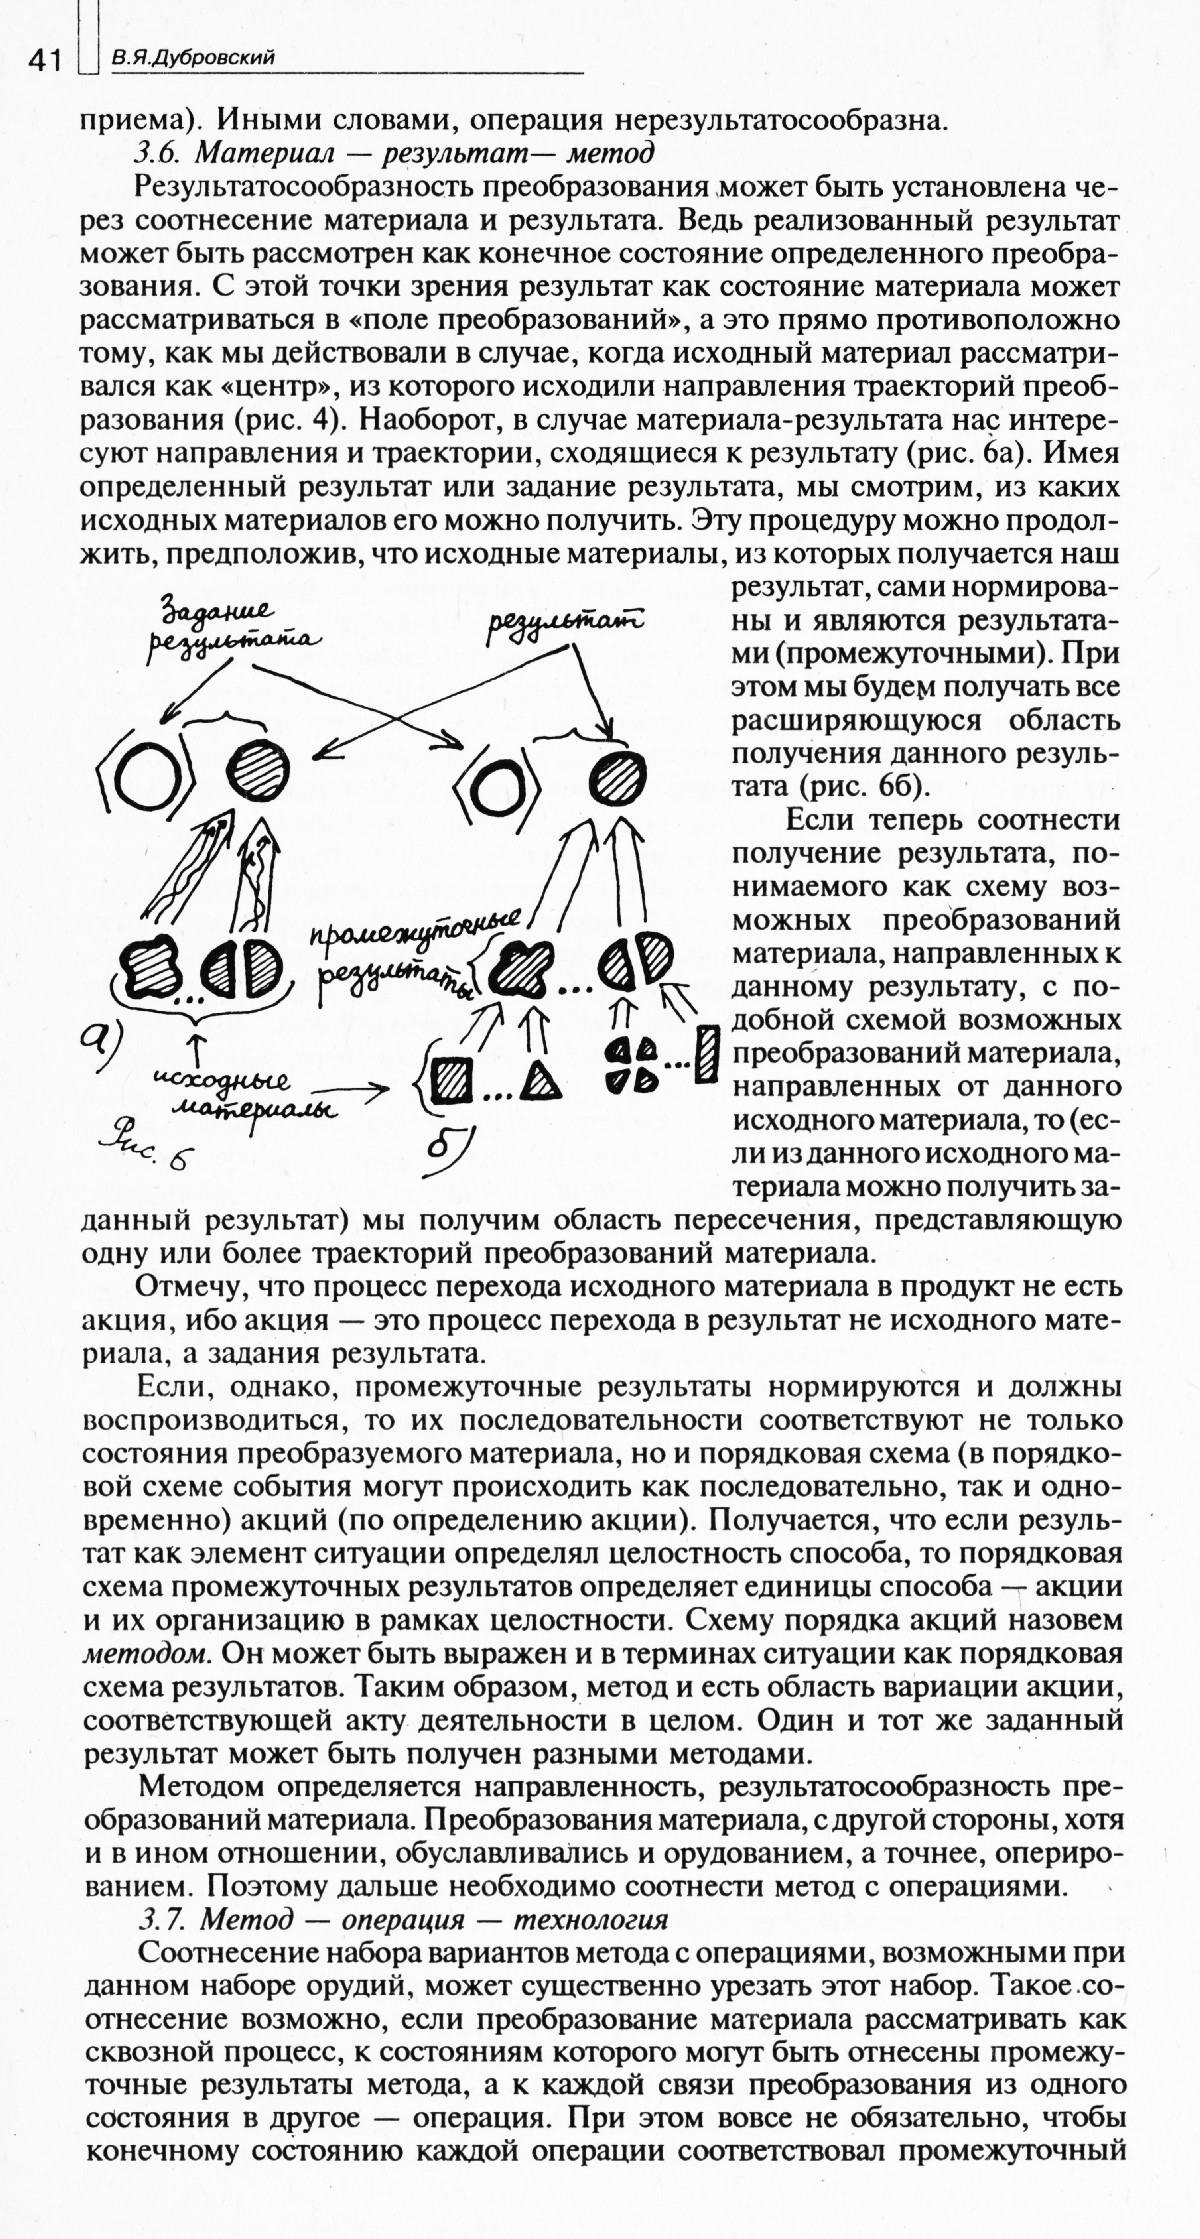 41
В.Я.Дубровский
приема). Иными словами, операция нерезультатосообразна.
3.6. Материал — результат— метод
Результатосообразность преобразования может быть установлена че-
рез соотнесение материала и результата. Ведь реализованный результат
может быть рассмотрен как конечное состояние определенного преобра-
зования. С этой точки зрения результат как состояние материала может
рассматриваться в «поле преобразований», а это прямо противоположно
тому, как мы действовали в случае, когда исходный материал рассматри-
вался как «центр», из которого исходили направления траекторий преоб-
разования (рис. 4). Наоборот, в случае материала-результата нас интере-
суют направления и траектории, сходящиеся к результату (рис. 6а). Имея
определенный результат или задание результата, мы смотрим, из каких
исходных материалов его можно получить. Эту процедуру можно продол-
жить, предположив, что исходные материалы, из которых получается наш
результат, сами нормирова-
ны и являются результата-
ми (промежуточными). При
этом мы будем получать все
расширяющуюся область
получения данного резуль-
тата (рис. 6б).
Если теперь соотнести
получение результата, по-
нимаемого как схему воз-
можных преобразований
материала, направленных к
данному результату, с по-
добной схемой возможных
преобразований материала,
направленных от данного
исходного материала, то (ес-
ли из данного исходного ма-
териала можно получить за-
Задание
результата
результат
промежуточные
результаты
а)
исходные
материалы
Рис. 6
б)
данный результат) мы получим область пересечения, представляющую
одну или более траекторий преобразований материала.
Отмечу, что процесс перехода исходного материала в продукт не есть
акция, ибо акция — это процесс перехода в результат не исходного мате-
риала, а задания результата.
Если, однако, промежуточные результаты нормируются и должны
воспроизводиться, то их последовательности соответствуют не только
состояния преобразуемого материала, но и порядковая схема (в порядко-
вой схеме события могут происходить как последовательно, так и одно-
временно) акций (по определению акции). Получается, что если резуль-
тат как элемент ситуации определял целостность способа, то порядковая
схема промежуточных результатов определяет единицы способа — акции
и их организацию в рамках целостности. Схему порядка акций назовем
методом. Он может быть выражен и в терминах ситуации как порядковая
схема результатов. Таким образом, метод и есть область вариации акции,
соответствующей акту деятельности в целом. Один и тот же заданный
результат может быть получен разными методами.
Методом определяется направленность, результатосообразность пре-
образований материала. Преобразования материала, с другой стороны, хотя
и в ином отношении, обуславливались и орудованием, а точнее, опериро-
ванием. Поэтому дальше необходимо соотнести метод с операциями.
3.7. Метод — операция — технология
Соотнесение набора вариантов метода с операциями, возможными при
данном наборе орудий, может существенно урезать этот набор. Такое со-
отнесение возможно, если преобразование материала рассматривать как
сквозной процесс, к состояниям которого могут быть отнесены промежу-
точные результаты метода, а к каждой связи преобразования из одного
состояния в другое — операция. При этом вовсе не обязательно, чтобы
конечному состоянию каждой операции соответствовал промежуточный